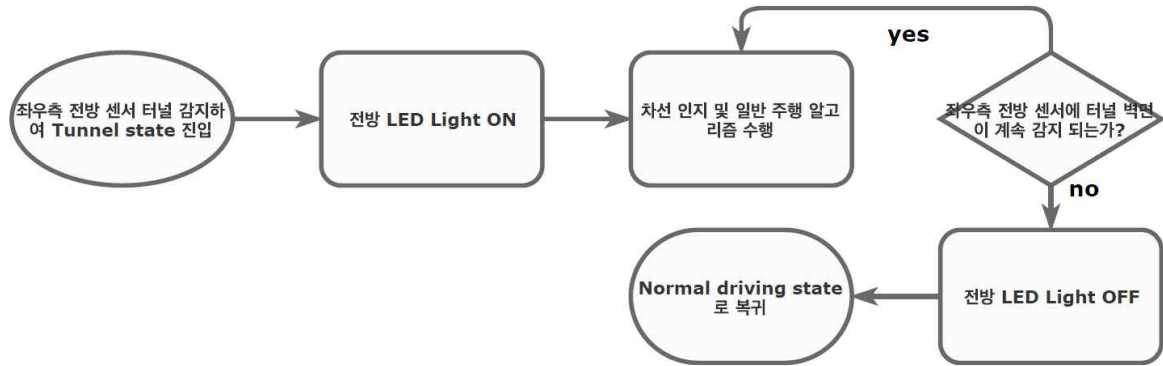 좌우측 전방 센서 터널 감지하
여 Tunnel state 진입
전방 LED Light ON
차선 인지 및 일반 주행 알고
리즘 수행
yes
좌우측 전방 센서에 터널 벽면
이 계속 감지 되는가?
no
전방 LED Light OFF
Normal driving state
로 복귀